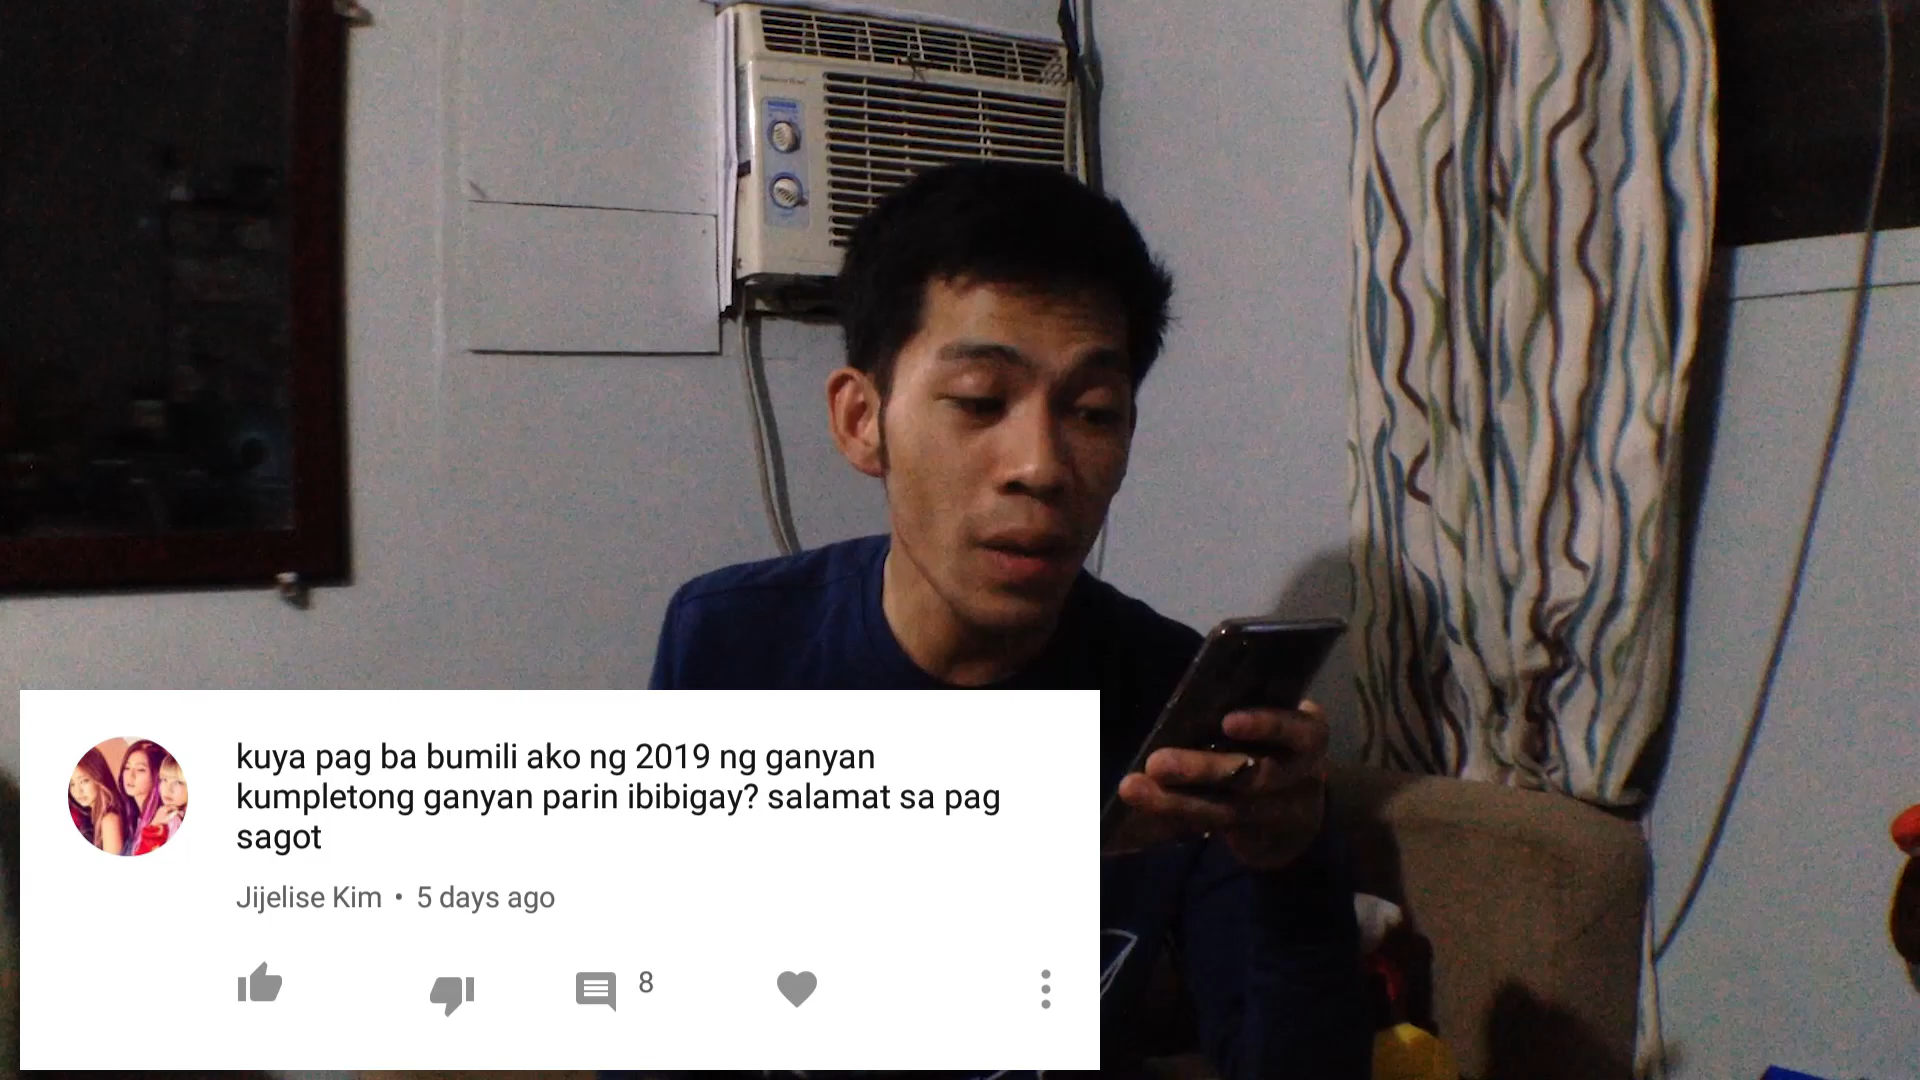 kuya pag ba bumili ako ng 2019 ng ganyan
kumpletong ganyan parin ibibigay? salamat sa pag
sagot
Jijelise Kim • 5 days ago
8